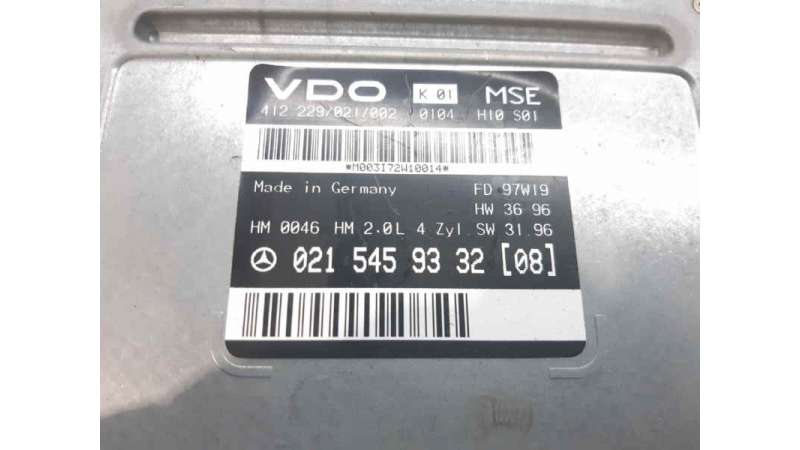 VDO K 01 MSE
412 229/021/002 0104 H10 S01
*M003I72W10014*
Made in Germany FD 97W19
HW 36 96
HM 0046 HM 2.0L 4 Zyl. SW 31.96
021 545 93 32 [08]